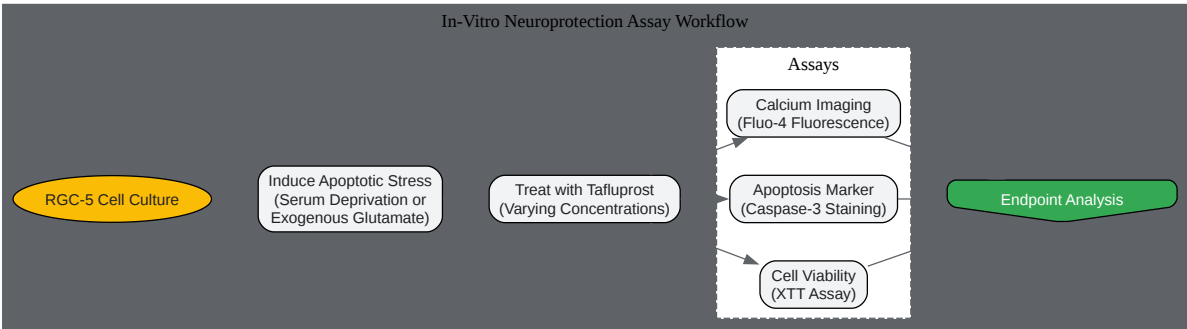 In-Vitro Neuroprotection Assay Workflow
RGC-5 Cell Culture
Induce Apoptotic Stress
(Serum Deprivation or
Exogenous Glutamate)
Treat with Tafluprost
(Varying Concentrations)
Assays
Calcium Imaging
(Fluo-4 Fluorescence)
Apoptosis Marker
(Caspase-3 Staining)
Cell Viability
(XTT Assay)
Endpoint Analysis